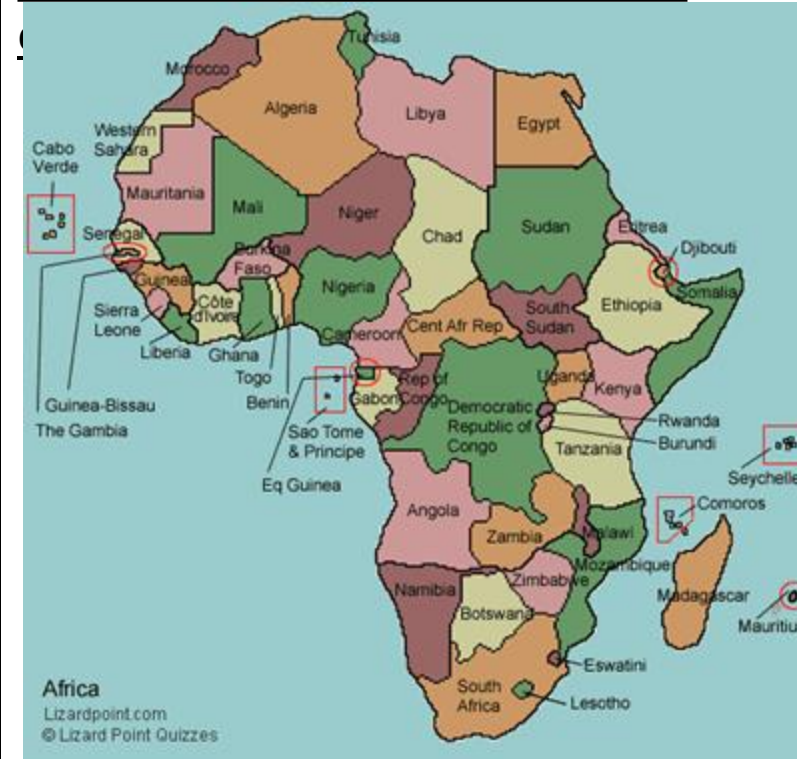 Tunisia
Morocco
Algeria
Libya
Egypt
Western
Sahara
Cabo
Verde
Mauritania
Mali
Niger
Chad
Sudan
Eritrea
Djibouti
Senegal
Burkina
Faso
Guinea
Nigeria
Somalia
Ethiopia
South
Sudan
Côte
d'Ivoire
Sierra
Leone
Cameroon
Cent Afr Rep
Liberia
Ghana
Togo
Benin
Uganda
Kenya
Rep of
Congo
Gabon
Democratic
Republic of
Congo
Guinea-Bissau
The Gambia
Sao Tome
& Principe
Rwanda
Burundi
Tanzania
Eq Guinea
Seychelle
Comoros
Angola
Zambia
Malawi
Mozambique
Zimbabwe
Namibia
Botswana
Madagascar
Mauritiu
Eswatini
South
Africa
Lesotho
Africa
Lizardpoint.com
© Lizard Point Quizzes